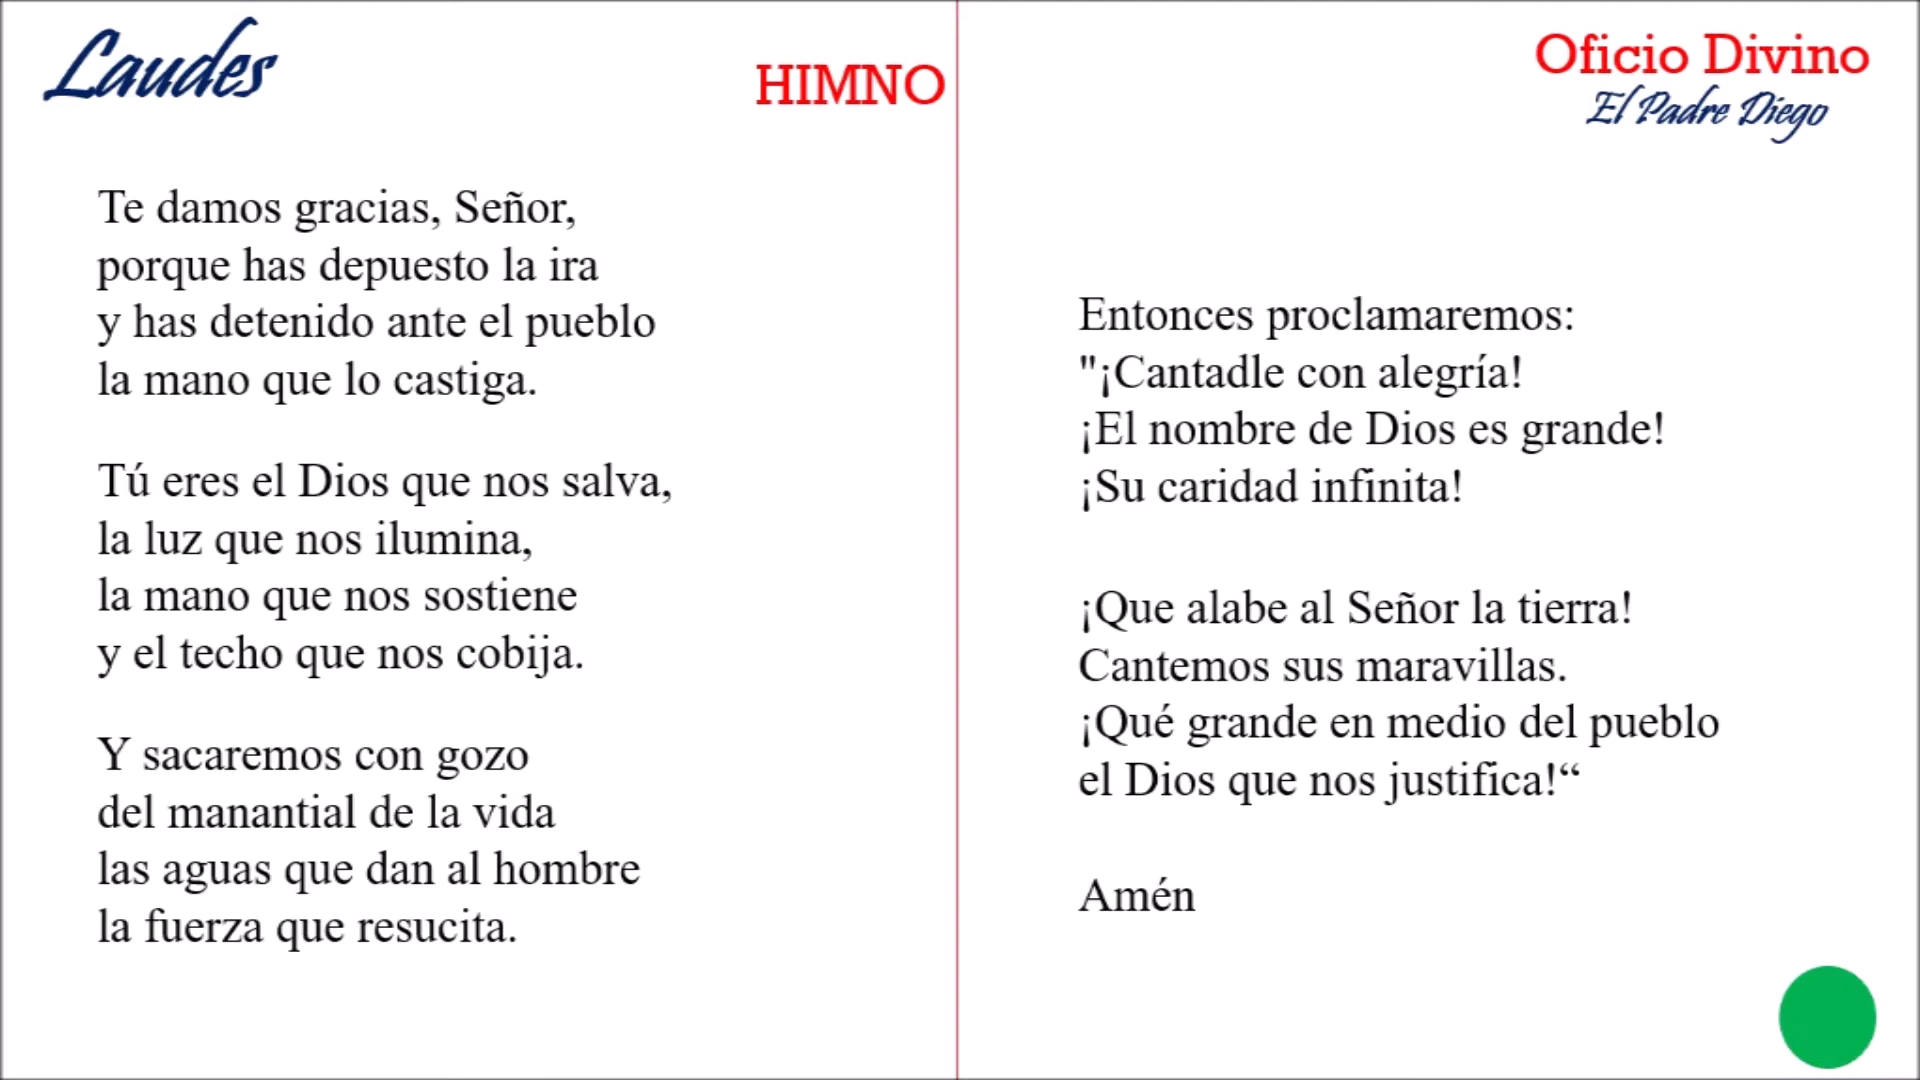 Laudes
HIMNO
Te damos gracias, Señor,
porque has depuesto la ira
y has detenido ante el pueblo
la mano que lo castiga.
Tú eres el Dios que nos salva,
la luz que nos ilumina,
la mano que nos sostiene
y el techo que nos cobija.
Y sacaremos con gozo
del manantial de la vida
las aguas que dan al hombre
la fuerza que resucita.
Oficio Divino
El Padre Diego
Entonces proclamaremos:
"¡Cantadle con alegría!
¡El nombre de Dios es grande!
¡Su caridad infinita!
¡Que alabe al Señor la tierra!
Cantemos sus maravillas.
¡Qué grande en medio del pueblo
el Dios que nos justifica!“
Amén